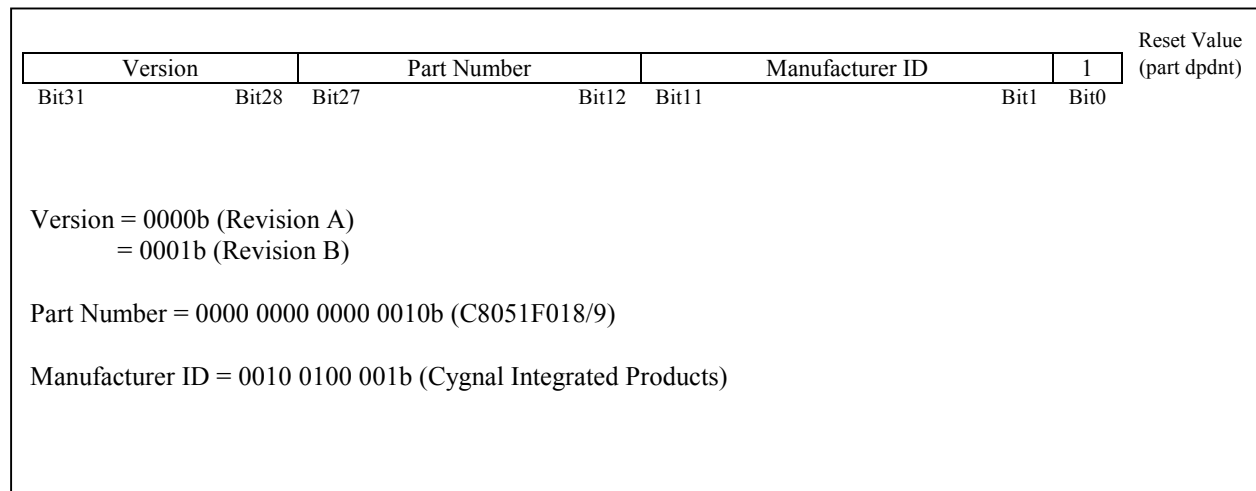 Reset Value
Version Part Number Manufacturer ID 1 (part dpdnt)
Bit31 Bit28 Bit27 Bit12 Bit11 Bit1 Bit0
Version = 0000b (Revision A)
= 0001b (Revision B)
Part Number = 0000 0000 0000 0010b (C8051F018/9)
Manufacturer ID = 0010 0100 001b (Cygnal Integrated Products)